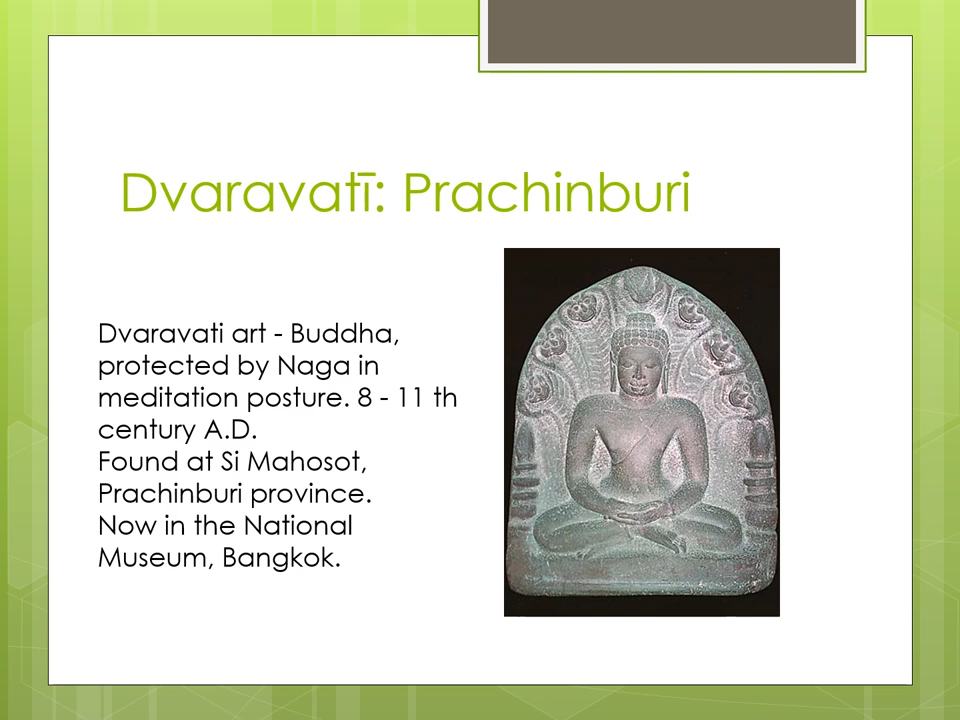 Dvaravatī: Prachinburi
Dvaravati art - Buddha,
protected by Naga in
meditation posture. 8 - 11 th
century A.D.
Found at Si Mahosot,
Prachinburi province.
Now in the National
Museum, Bangkok.